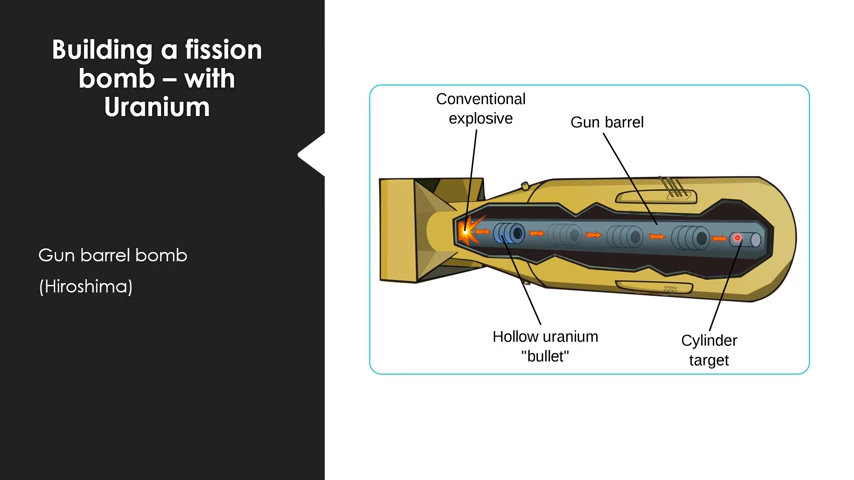 Building a fission
bomb – with
Uranium
Gun barrel bomb
(Hiroshima)
Conventional
explosive
Gun barrel
Hollow uranium
"bullet"
Cylinder
target